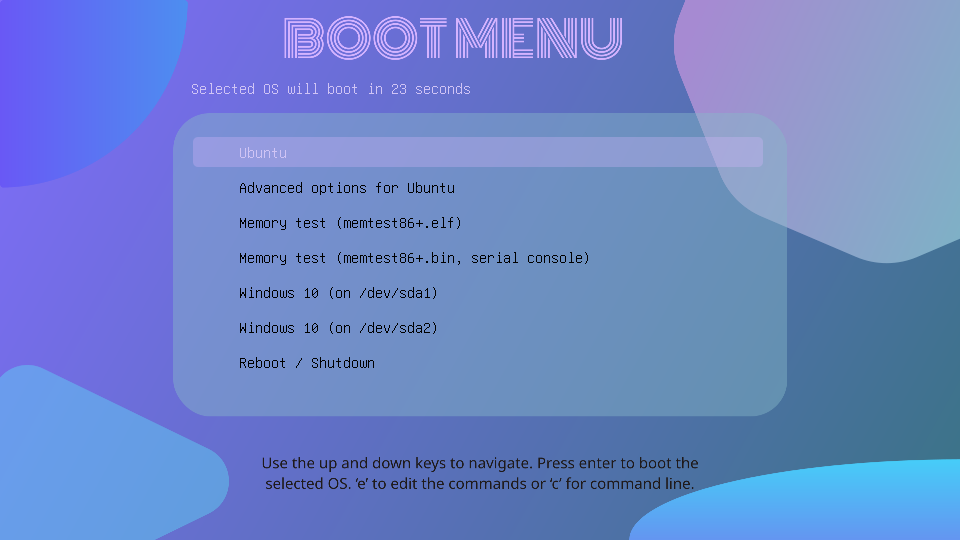 BOOT MENU
Selected OS will boot in 23 seconds
Ubuntu
Advanced options for Ubuntu
Memory test (memtest86+.elf)
Memory test (memtest86+.bin, serial console)
Windows 10 (on /dev/sda1)
Windows 10 (on /dev/sda2)
Reboot / Shutdown
Use the up and down keys to navigate. Press enter to boot the
selected OS. ‘e’ to edit the commands or ‘c’ for command line.